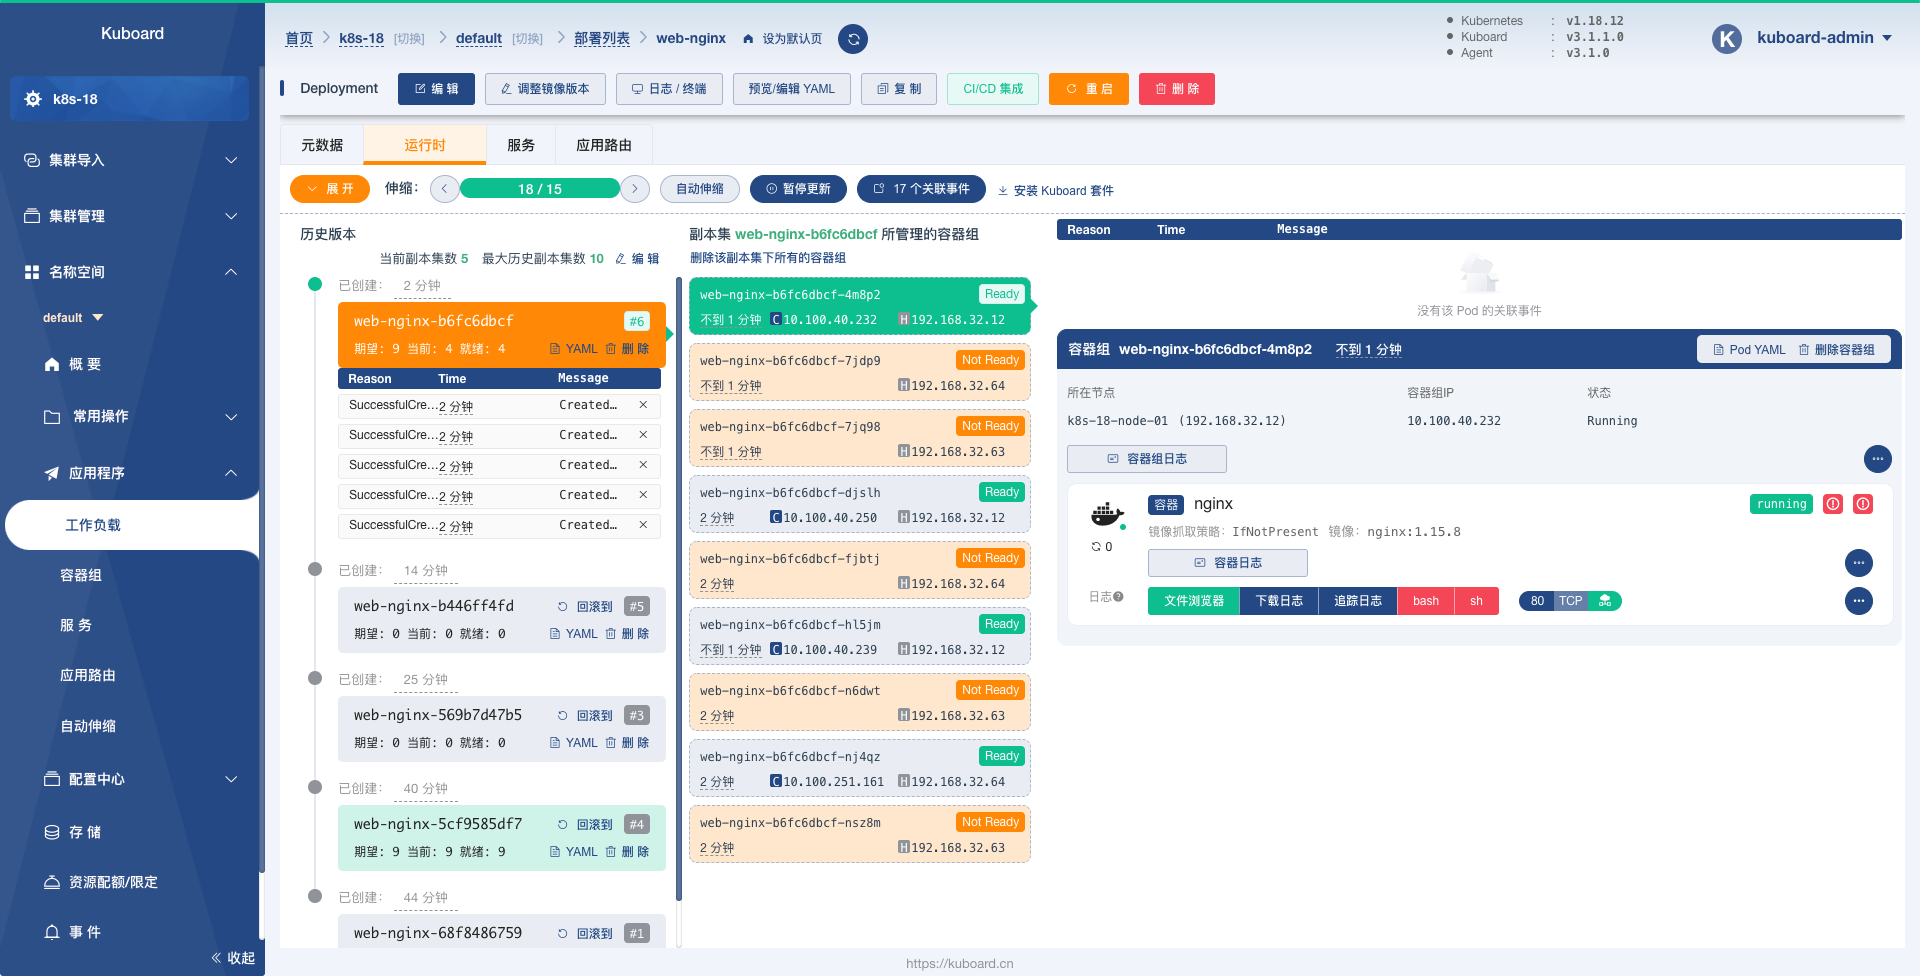 Kuboard
k8s-18
集群导入
集群管理
名称空间
default
概 要
常用操作
应用程序
工作负载
容器组
服 务
应用路由
自动伸缩
配置中心
存 储
资源配额/限定
事 件
收起
首页 k8s-18 [切换] default [切换] 部署列表 web-nginx 设为默认页
Kubernetes : v1.18.12
Kuboard : v3.1.1.0
Agent : v3.1.0
K kuboard-admin
Deployment 编 辑 调整镜像版本 日志 / 终端 预览/编辑 YAML 复 制 CI/CD 集成 重 启 删 除
元数据 运行时 服务 应用路由
展 开 伸缩: 18 / 15 自动伸缩 暂停更新 17 个关联事件 安装 Kuboard 套件
历史版本
当前副本集数 5 最大历史副本集数 10 编 辑
已创建: 2 分钟
web-nginx-b6fc6dbcf #6
期望: 9 当前: 4 就绪: 4 YAML 删 除
Reason Time Message
SuccessfulCre... 2 分钟 Created...
SuccessfulCre... 2 分钟 Created...
SuccessfulCre... 2 分钟 Created...
SuccessfulCre... 2 分钟 Created...
SuccessfulCre... 2 分钟 Created...
已创建: 14 分钟
web-nginx-b446ff4fd 回滚到 #5
期望: 0 当前: 0 就绪: 0 YAML 删 除
已创建: 25 分钟
web-nginx-569b7d47b5 回滚到 #3
期望: 0 当前: 0 就绪: 0 YAML 删 除
已创建: 40 分钟
web-nginx-5cf9585df7 回滚到 #4
期望: 9 当前: 9 就绪: 9 YAML 删 除
已创建: 44 分钟
web-nginx-68f8486759 回滚到 #1
副本集 web-nginx-b6fc6dbcf 所管理的容器组
删除该副本集下所有的容器组
web-nginx-b6fc6dbcf-4m8p2 Ready
不到 1 分钟 C 10.100.40.232 H 192.168.32.12
web-nginx-b6fc6dbcf-7jdp9 Not Ready
不到 1 分钟 H 192.168.32.64
web-nginx-b6fc6dbcf-7jq98 Not Ready
不到 1 分钟 H 192.168.32.63
web-nginx-b6fc6dbcf-djslh Ready
2 分钟 C 10.100.40.250 H 192.168.32.12
web-nginx-b6fc6dbcf-fjbtj Not Ready
2 分钟 H 192.168.32.64
web-nginx-b6fc6dbcf-hl5jm Ready
不到 1 分钟 C 10.100.40.239 H 192.168.32.12
web-nginx-b6fc6dbcf-n6dwt Not Ready
2 分钟 H 192.168.32.63
web-nginx-b6fc6dbcf-nj4qz Ready
2 分钟 C 10.100.251.161 H 192.168.32.64
web-nginx-b6fc6dbcf-nsz8m Not Ready
2 分钟 H 192.168.32.63
Reason Time Message
没有该 Pod 的关联事件
容器组 web-nginx-b6fc6dbcf-4m8p2 不到 1 分钟 Pod YAML 删除容器组
所在节点 容器组IP 状态
k8s-18-node-01 (192.168.32.12) 10.100.40.232 Running
容器组日志
容器 nginx running
镜像抓取策略: IfNotPresent 镜像: nginx:1.15.8
0
容器日志
日志 文件浏览器 下载日志 追踪日志 bash sh 80 TCP
https://kuboard.cn